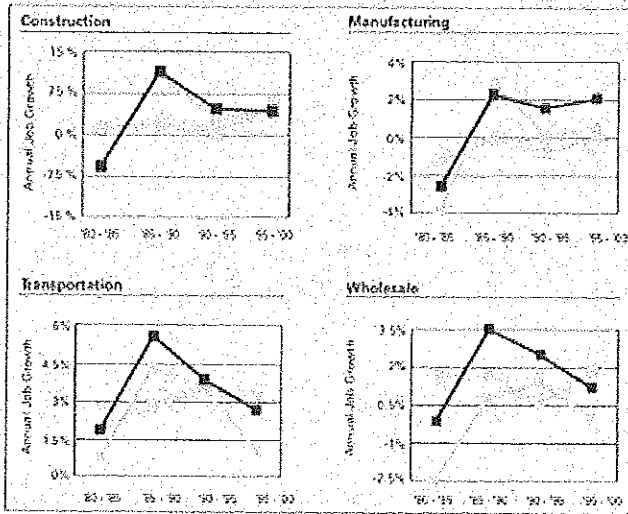 Construction
15%
7.5%
0%
-7.5%
-15%
Annual Job Growth
'80 - '85
'85 - '90
'90 - '95
'95 - '00
Manufacturing
4%
2%
0%
-2%
-4%
Annual Job Growth
'80 - '85
'85 - '90
'90 - '95
'95 - '00
Transportation
6%
4.5%
3%
1.5%
0%
Annual Job Growth
'80 - '85
'85 - '90
'90 - '95
'95 - '00
Wholesale
3.5%
2%
0.5%
-1%
-2.5%
Annual Job Growth
'80 - '85
'85 - '90
'90 - '95
'95 - '00